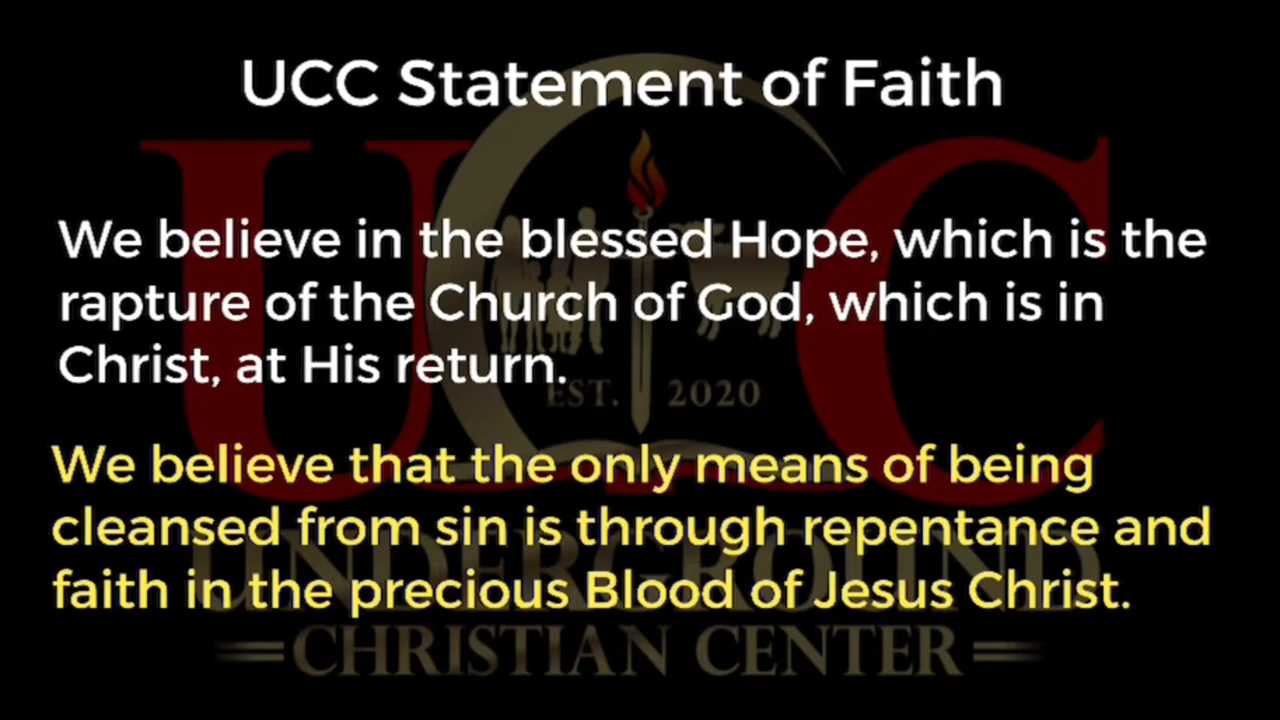 UCC Statement of Faith
We believe in the blessed Hope, which is the
rapture of the Church of God, which is in
Christ, at His return.
EST. 2020
We believe that the only means of being
cleansed from sin is through repentance and
faith in the precious Blood of Jesus Christ.
UCC
UNDERGROUND
CHRISTIAN CENTER